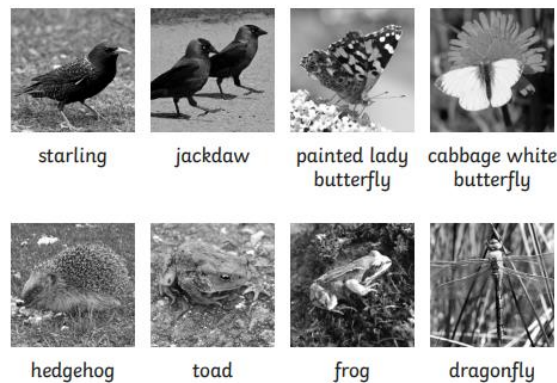 starling
jackdaw
painted lady
butterfly
cabbage white
butterfly
hedgehog
toad
frog
dragonfly